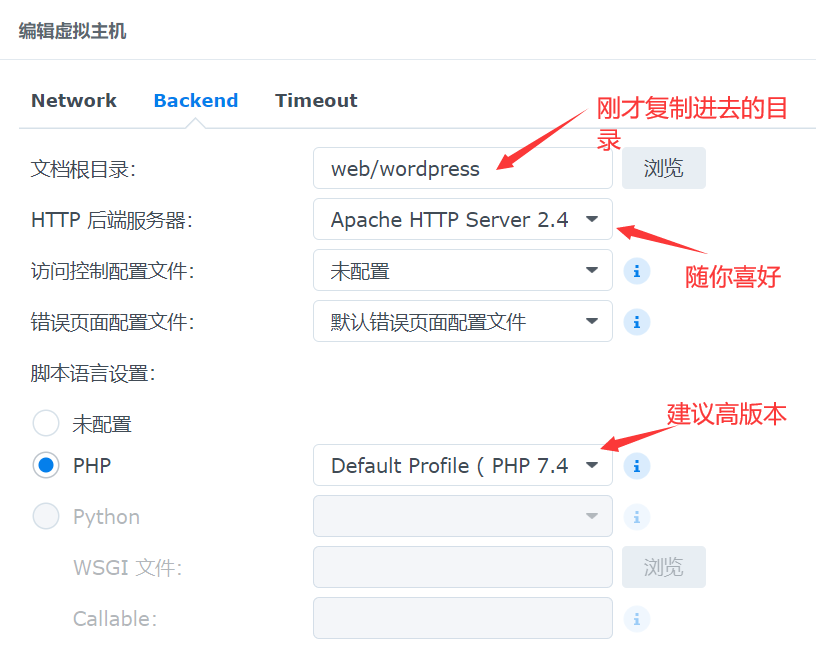 编辑虚拟主机
Network Backend Timeout
刚才复制进去的目
录
文档根目录: web/wordpress 浏览
HTTP 后端服务器: Apache HTTP Server 2.4
随你喜好
访问控制配置文件: 未配置
错误页面配置文件: 默认错误页面配置文件
脚本语言设置:
建议高版本
未配置
PHP Default Profile ( PHP 7.4
Python
WSGI 文件: 浏览
Callable: